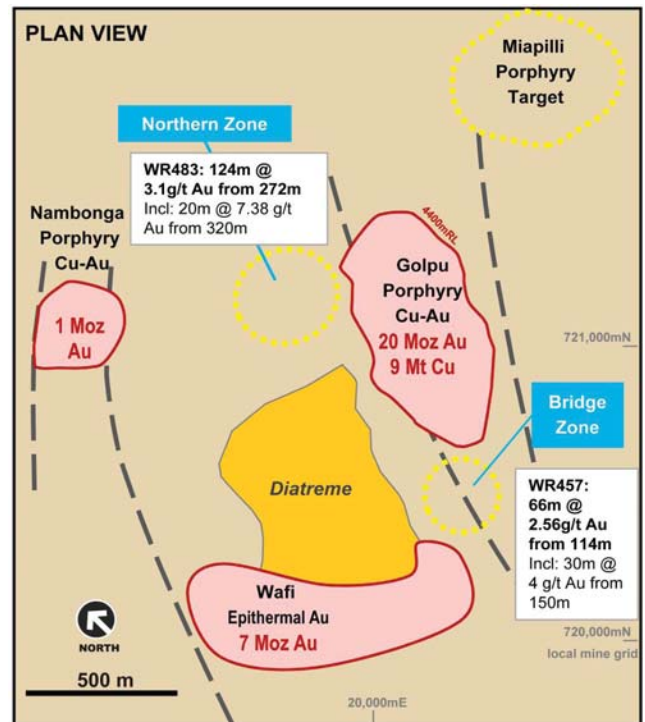 PLAN VIEW
Miapilli
Porphyry
Target
Northern Zone
WR483: 124m @
3.1g/t Au from 272m
Incl: 20m @ 7.38 g/t
Au from 320m
Nambonga
Porphyry
Cu-Au
1 Moz
Au
4400mRL
Golpu
Porphyry
Cu-Au
20 Moz Au
9 Mt Cu
721,000mN
Bridge
Zone
WR457:
66m @
2.56g/t Au
from 114m
Incl: 30m @
4 g/t Au from
150m
Diatreme
Wafi
Epithermal Au
7 Moz Au
NORTH
500 m
720,000mN
local mine grid
20,000mE